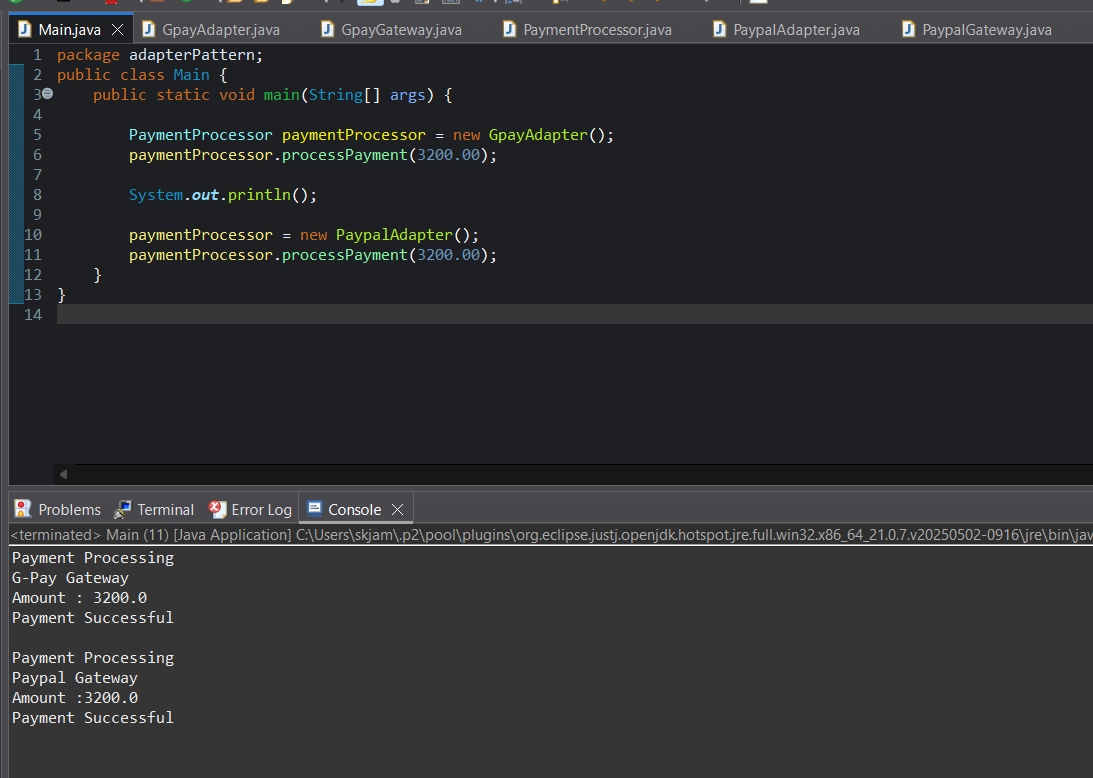 Main.java
GpayAdapter.java
GpayGateway.java
PaymentProcessor.java
PaypalAdapter.java
PaypalGateway.java
1 package adapterPattern;
2 public class Main {
3 public static void main(String[] args) {
4
5 PaymentProcessor paymentProcessor = new GpayAdapter();
6 paymentProcessor.processPayment(3200.00);
7
8 System.out.println();
9
10 paymentProcessor = new PaypalAdapter();
11 paymentProcessor.processPayment(3200.00);
12 }
13 }
14
Problems Terminal Error Log Console
<terminated> Main (11) [Java Application] C:\Users\skjam\.p2\pool\plugins\org.eclipse.justj.openjdk.hotspot.jre.full.win32.x86_64_21.0.7.v20250502-0916\jre\bin\jav
Payment Processing
G-Pay Gateway
Amount : 3200.0
Payment Successful

Payment Processing
Paypal Gateway
Amount :3200.0
Payment Successful